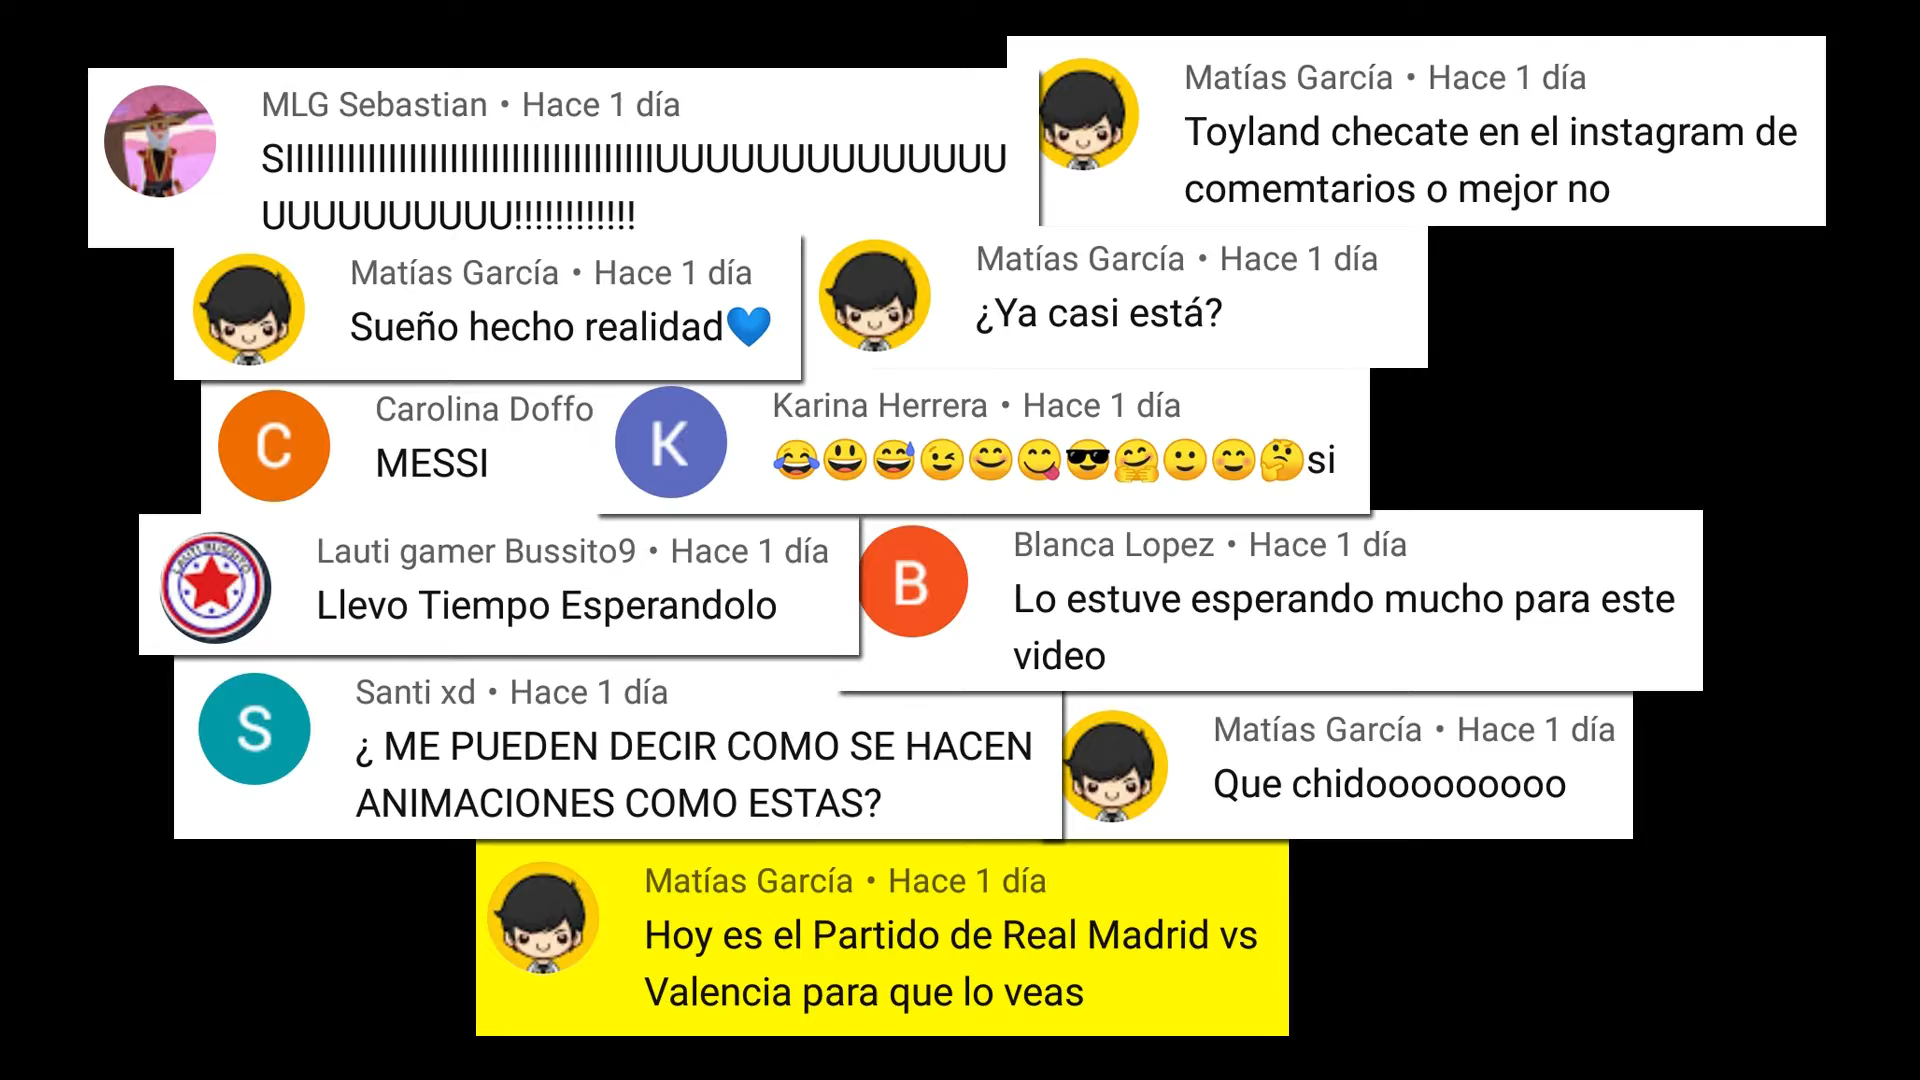 MLG Sebastian • Hace 1 día
SIIIIIIIIIIIIIIIIIIIIIIIIIIIIIIIIIIIIIUUUUUUUUUUUUUU
UUUUUUUUUU!!!!!!!!!!!!
Matías García • Hace 1 día
Toyland checate en el instagram de
comemtarios o mejor no
Matías García • Hace 1 día
Sueño hecho realidad💙
Matías García • Hace 1 día
¿Ya casi está?
C
Carolina Doffo
MESSI
K
Karina Herrera • Hace 1 día
😂😃😅😉😊😋😎🤗🙂☺️🤔si
LAUTI BUSSITO
Lauti gamer Bussito9 • Hace 1 día
Llevo Tiempo Esperandolo
B
Blanca Lopez • Hace 1 día
Lo estuve esperando mucho para este
video
S
Santi xd • Hace 1 día
¿ ME PUEDEN DECIR COMO SE HACEN
ANIMACIONES COMO ESTAS?
Matías García • Hace 1 día
Que chidooooooooo
Matías García • Hace 1 día
Hoy es el Partido de Real Madrid vs
Valencia para que lo veas